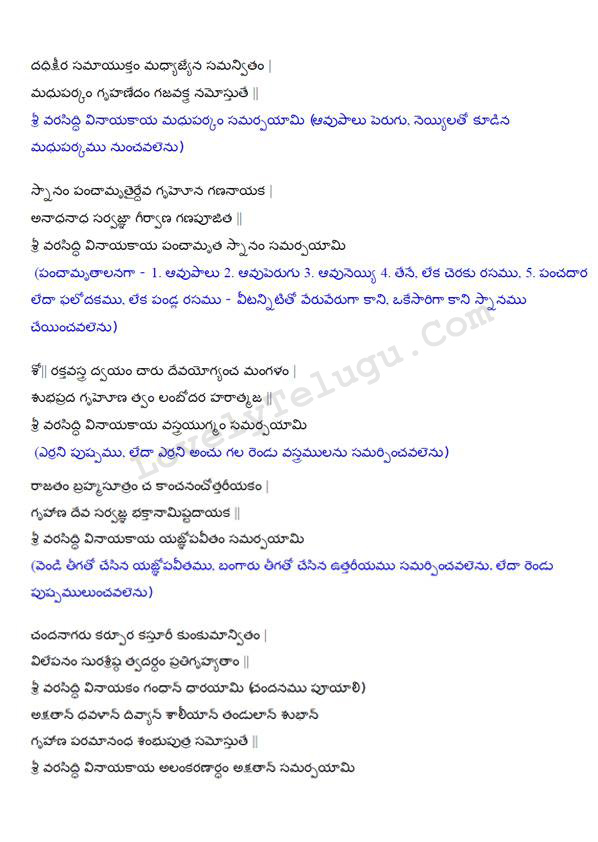 దధిక్షీర సమాయుక్తం మధ్యాజ్యేన సమన్వితం |
మధుపర్కం గృహణేదం గజవక్త్ర నమోస్తుతే ||
శ్రీ వరసిద్ధి వినాయకాయ మధుపర్కం సమర్పయామి (ఆవుపాలు పెరుగు, నెయ్యిలతో కూడిన
మధుపర్కము నుంచవలెను)
స్నానం పంచామృతైర్దేవ గృహాణ గణనాయక |
అనాధనాధ సర్వజ్ఞా గీర్వాణ గణపూజిత ||
శ్రీ వరసిద్ధి వినాయకాయ పంచామృత స్నానం సమర్పయామి
(పంచామృతాలనగా - 1. ఆవుపాలు 2. ఆవుపెరుగు 3. ఆవునెయ్యి 4. తేనే, లేక చెరకు రసము, 5. పంచదార
లేదా ఫలోదకము, లేక పండ్ల రసము - వీటన్నిటితో వేరువేరుగా కాని, ఒకేసారిగా కాని స్నానము
చేయించవలెను)
శో|| రక్తవస్త్ర ద్వయం చారు దేవయోగ్యంచ మంగళం |
శుభప్రద గృహాణ త్వం లంబోదర హరాత్మజ ||
శ్రీ వరసిద్ధి వినాయకాయ వస్త్రయుగ్మం సమర్పయామి
(ఎర్రని పుష్పము, లేదా ఎర్రని అంచు గల రెండు వస్త్రములను సమర్పించవలెను)
రాజతం బ్రహ్మసూత్రం చ కాంచనంచోత్తరీయకం |
గృహాణ దేవ సర్వజ్ఞ భక్తానామిష్టదాయక ||
శ్రీ వరసిద్ధి వినాయకాయ యజ్ఞోపవీతం సమర్పయామి
(వెండి తీగతో చేసిన యజ్ఞోపవీతము, బంగారు తీగతో చేసిన ఉత్తరీయము సమర్పించవలెను, లేదా రెండు
పుష్పములుంచవలెను)
చందనాగరు కర్పూర కస్తూరీ కుంకుమాన్వితం |
విలేపనం సురశ్రేష్ఠ త్వదర్ధం ప్రతిగృహ్యతాం ||
శ్రీ వరసిద్ధి వినాయకం గంధాన్ ధారయామి (చందనము పూయాలి)
అక్షతాన్ ధవళాన్ దివ్యాన్ శాలీయాన్ తండులాన్ శుభాన్
గృహాణ పరమానంధ శంభుపుత్ర నమోస్తుతే ||
శ్రీ వరసిద్ధి వినాయకాయ అలంకరణార్ధం అక్షతాన్ సమర్పయామి
LovelyTelugu.Com